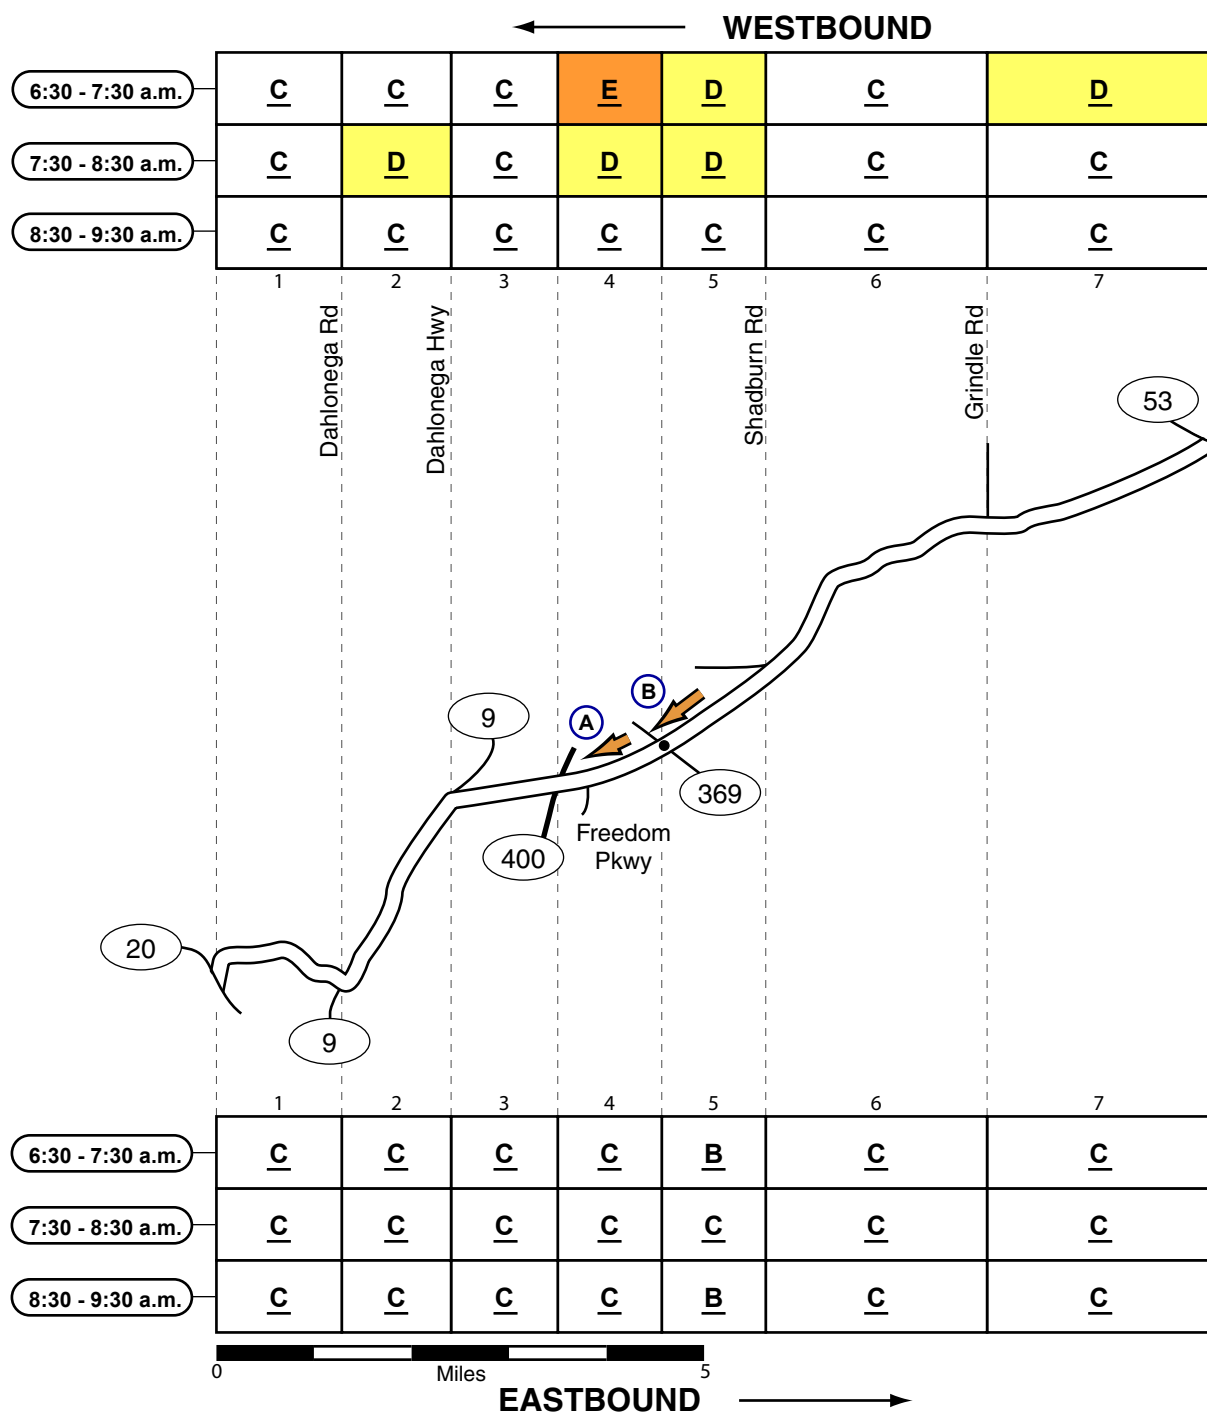 WESTBOUND
6:30 - 7:30 a.m. C C C E D C D
7:30 - 8:30 a.m. C D C D D C C
8:30 - 9:30 a.m. C C C C C C C
1 2 3 4 5 6 7
Dahlonega Rd
Dahlonega Hwy
Shadburn Rd
Grindle Rd
53
B
A
9
369
Freedom
Pkwy
400
20
9
1 2 3 4 5 6 7
6:30 - 7:30 a.m. C C C C B C C
7:30 - 8:30 a.m. C C C C C C C
8:30 - 9:30 a.m. C C C C B C C
0 Miles 5
EASTBOUND